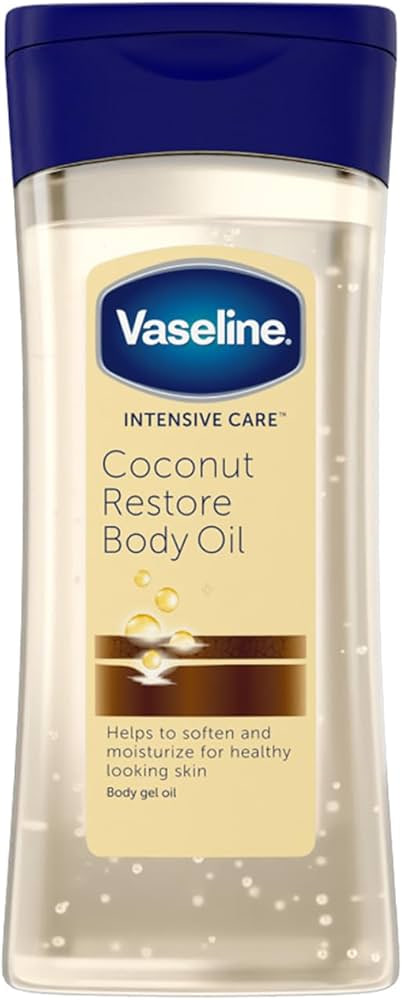 Vaseline.
INTENSIVE CARE™
Coconut
Restore
Body Oil
Helps to soften and
moisturize for healthy
looking skin
Body gel oil